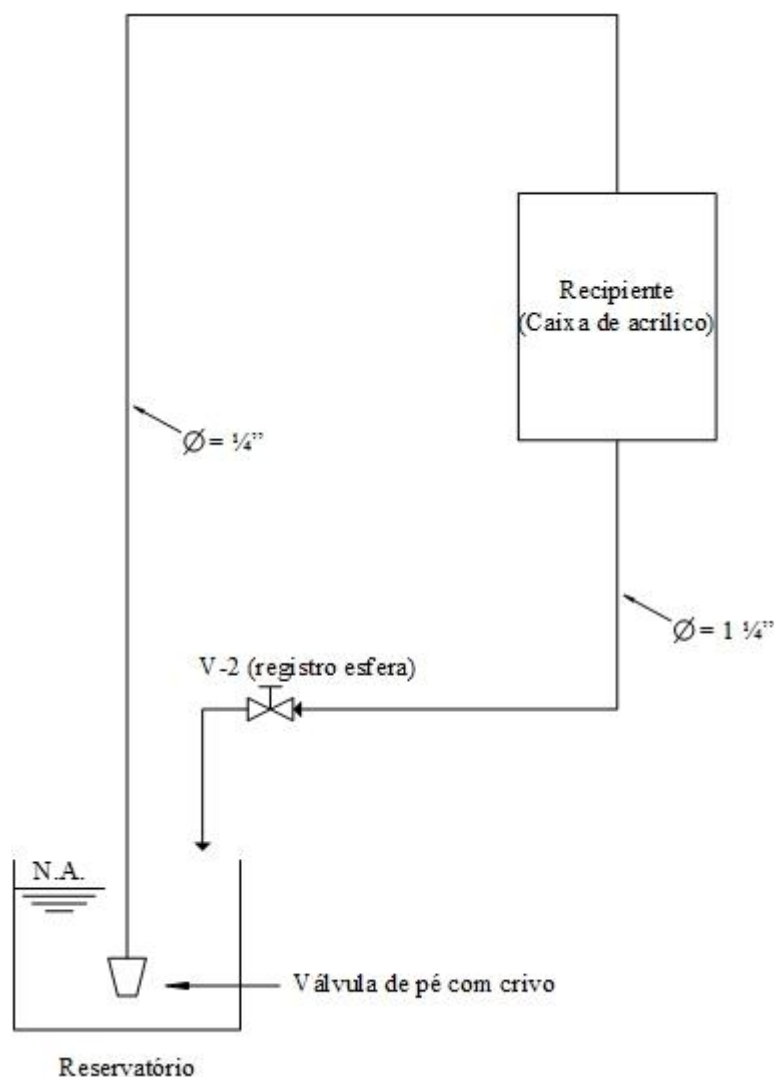 Recipiente
(Caixa de acrílico)
Ø = ¼”
Ø = 1 ¼”
V-2 (registro esfera)
N.A.
Válvula de pé com crivo
Reservatório